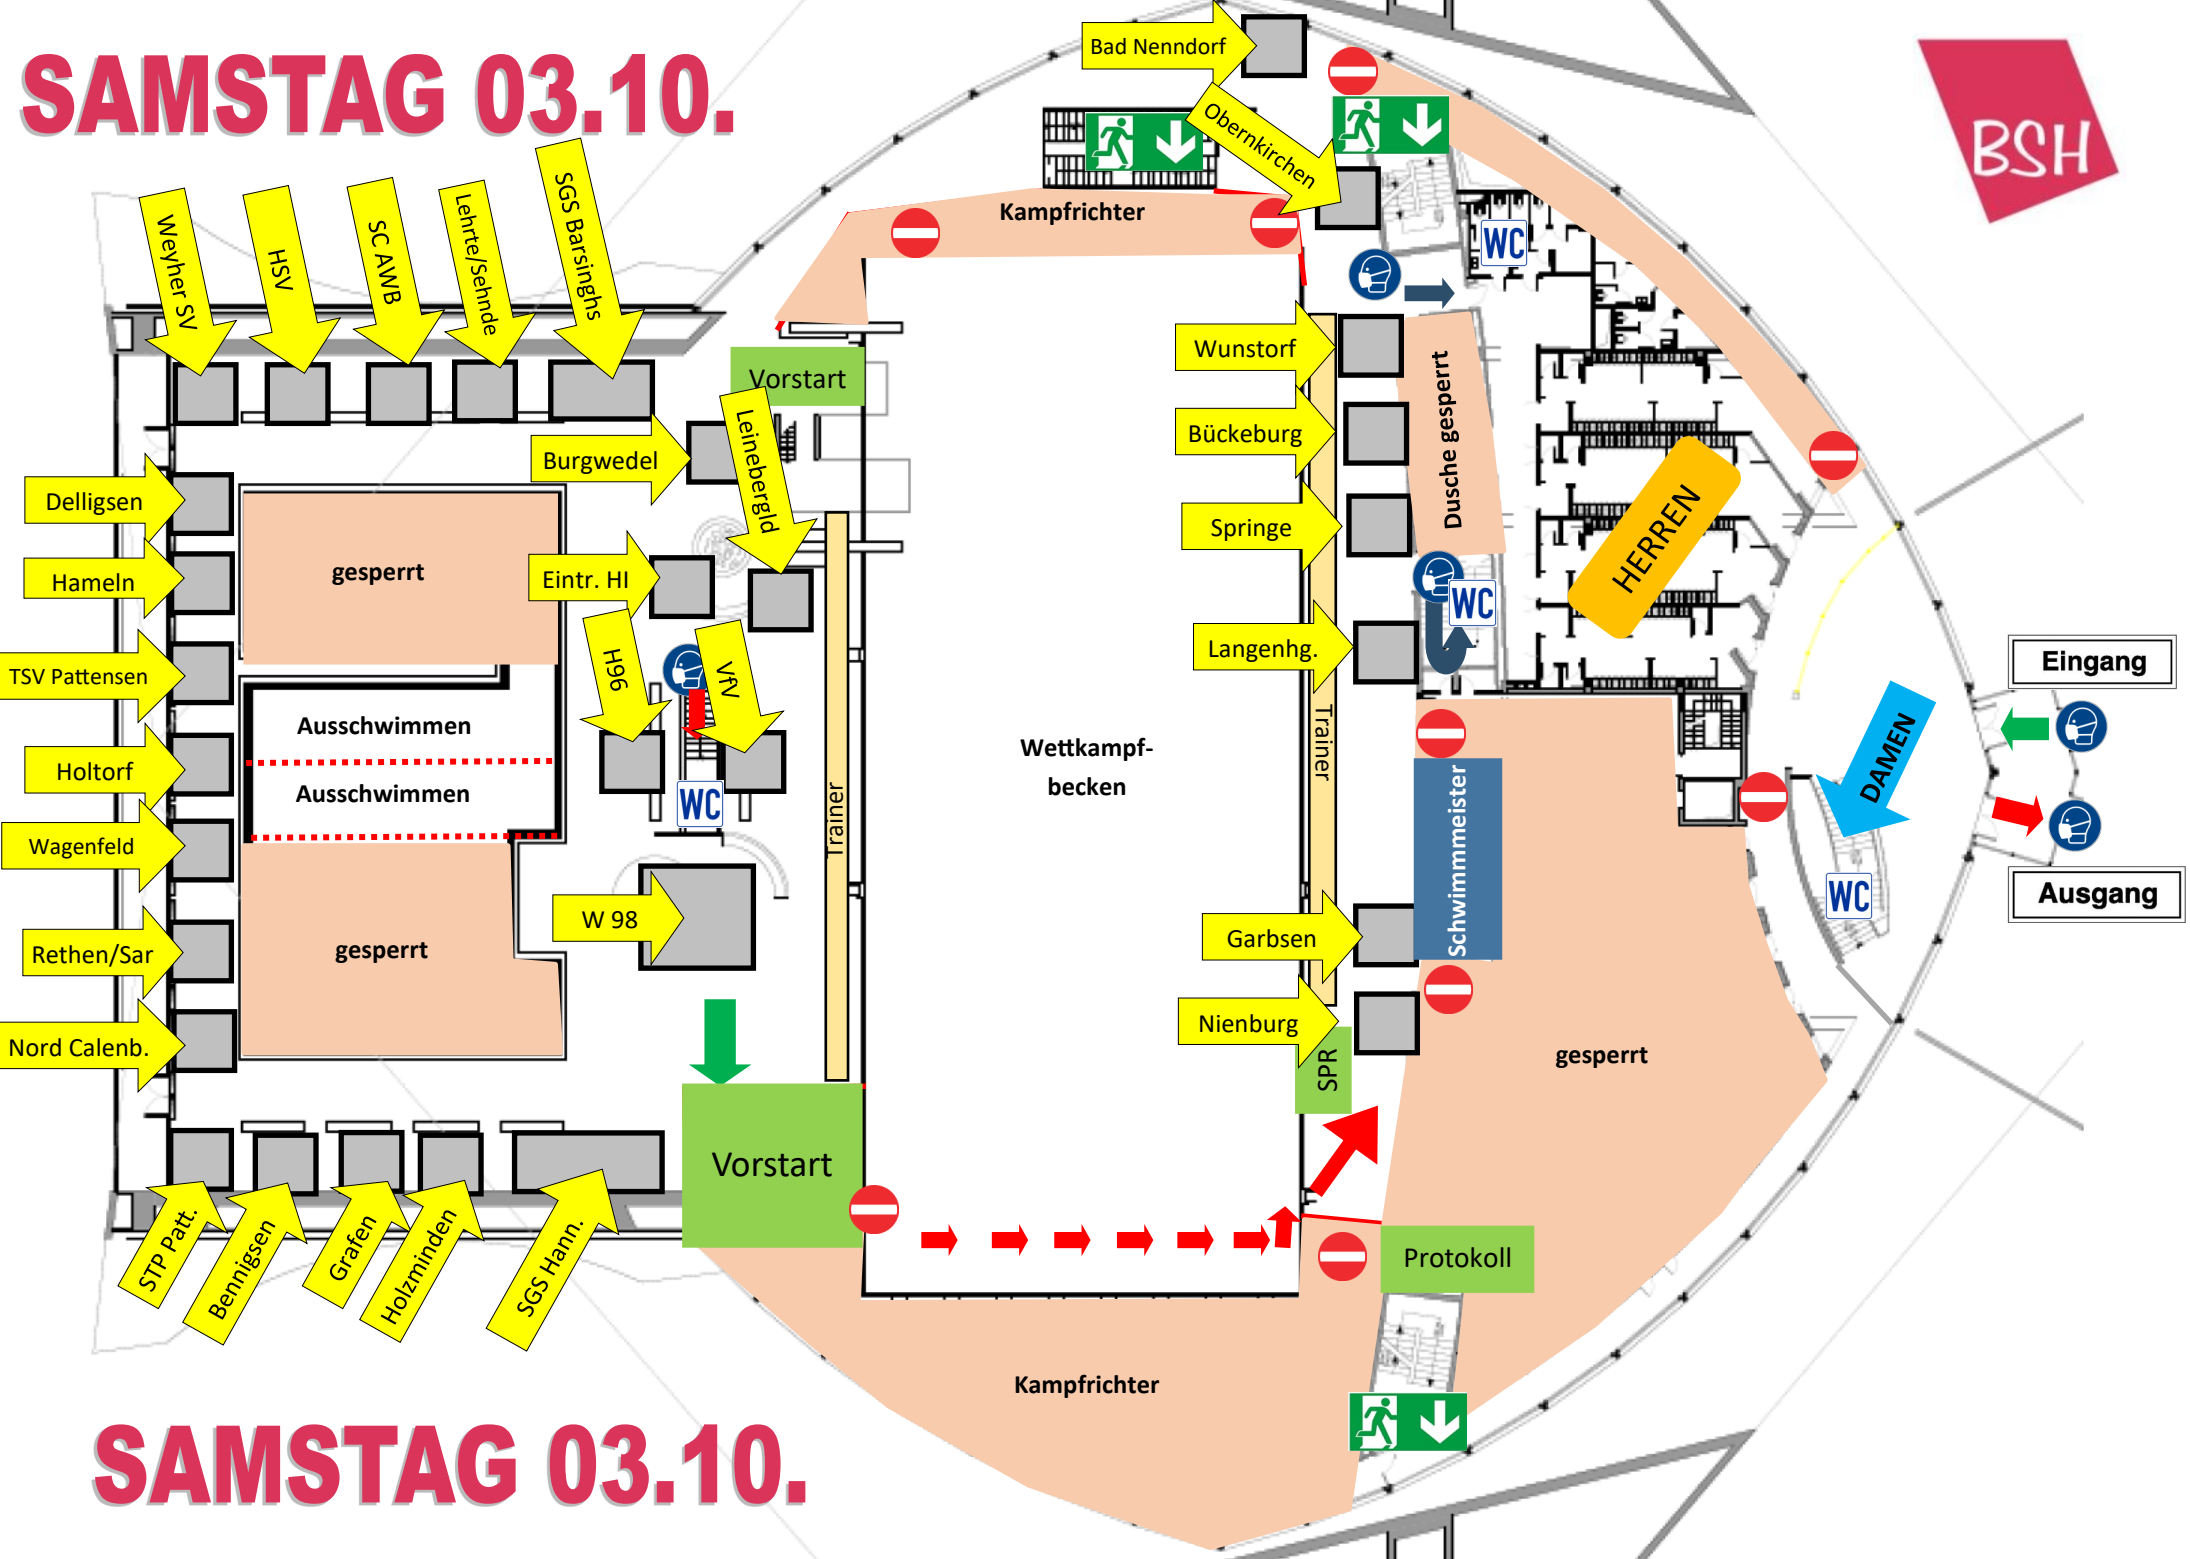 SAMSTAG 03.10.
Bad Nenndorf
BSH
Obernkirchen
Kampfrichter
WC
Weyher SV
HSV
SC AWB
Lehrte/Sehnde
SGS Barsinghs
Vorstart
Wunstorf
Dusche gesperrt
Burgwedel
Leinebergld
Bückeburg
Delligsen
Springe
HERREN
Hameln
gesperrt
Eintr. HI
WC
TSV Pattensen
H96
VfV
Langenhg.
Eingang
Ausschwimmen
Wettkampf-
becken
Trainer
DAMEN
Holtorf
Ausschwimmen
WC
Trainer
Schwimmmeister
Wagenfeld
WC
Ausgang
W 98
Garbsen
Rethen/Sar
gesperrt
Nienburg
Nord Calenb.
SPR
gesperrt
Vorstart
STP Patt.
Bennigsen
Grafen
Holzminden
SGS Hann.
Protokoll
Kampfrichter
SAMSTAG 03.10.